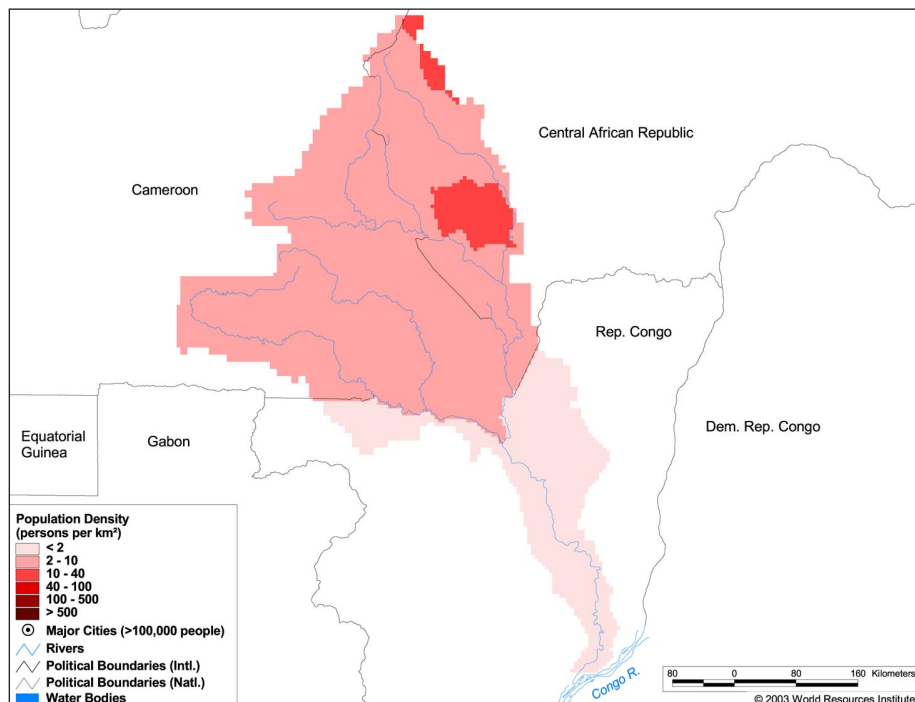 Central African Republic
Cameroon
Rep. Congo
Dem. Rep. Congo
Equatorial
Guinea
Gabon
Population Density
(persons per km²)
< 2
2 - 10
10 - 40
40 - 100
100 - 500
> 500
Major Cities (>100,000 people)
Rivers
Political Boundaries (Intl.)
Political Boundaries (Natl.)
Water Bodies
Congo R.
80 0 80 160 Kilometers
© 2003 World Resources Institute